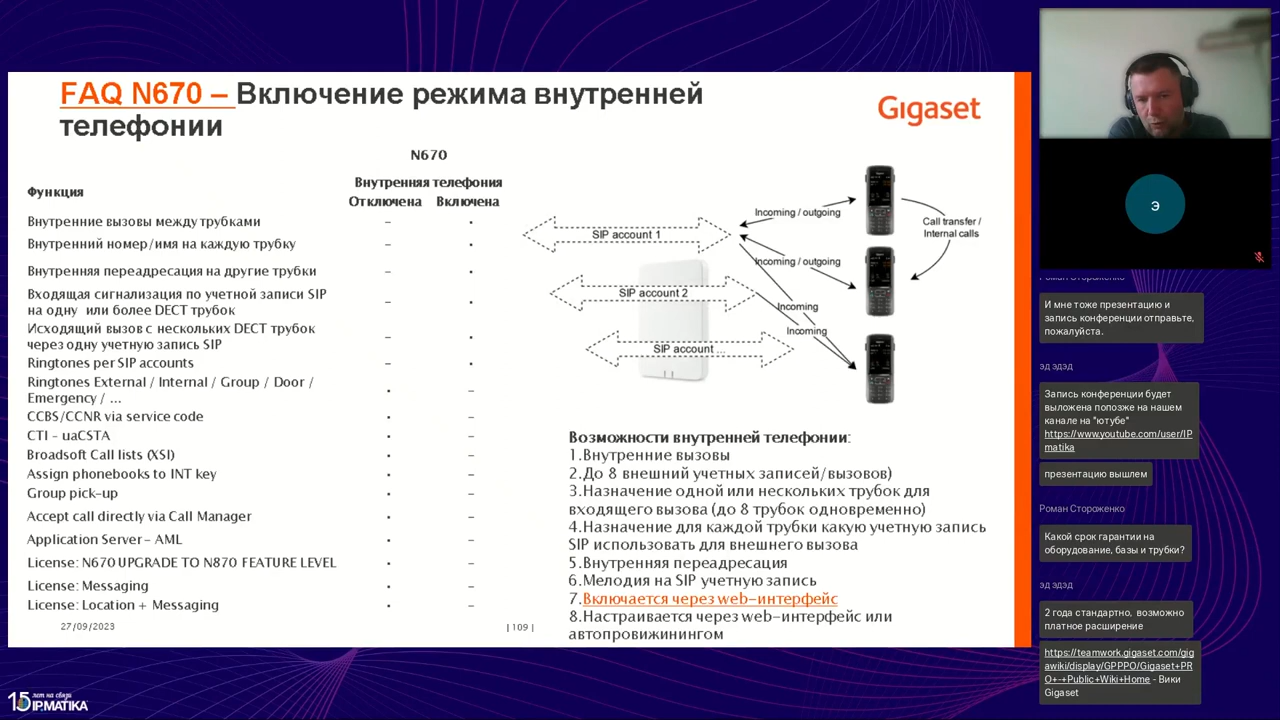 FAQ N670 – Включение режима внутренней
телефонии
Gigaset
N670
Функция
Внутренняя телефония
Отключена Включена
Внутренние вызовы между трубками – •
Внутренний номер/имя на каждую трубку – •
Внутренняя переадресация на другие трубки – •
Входящая сигнализация по учетной записи SIP
на одну или более DECT трубок – •
Исходящий вызов с нескольких DECT трубок
через одну учетную запись SIP – •
Ringtones per SIP accounts – •
Ringtones External / Internal / Group / Door /
Emergency / ... • –
CCBS/CCNR via service code • –
CTI – uaCSTA • –
Broadsoft Call lists (XSI) • –
Assign phonebooks to INT key • –
Group pick-up • –
Accept call directly via Call Manager • –
Application Server – AML • –
License: N670 UPGRADE TO N870 FEATURE LEVEL • –
License: Messaging • –
License: Location + Messaging • –
27/09/2023
| 109 |
SIP account 1
SIP account 2
SIP account ...
Incoming / outgoing
Incoming / outgoing
Incoming
Incoming
Call transfer /
Internal calls
Возможности внутренней телефонии:
1.Внутренние вызовы
2.До 8 внешний учетных записей/вызовов)
3.Назначение одной или нескольких трубок для
входящего вызова (до 8 трубок одновременно)
4.Назначение для каждой трубки какую учетную запись
SIP использовать для внешнего вызова
5.Внутренняя переадресация
6.Мелодия на SIP учетную запись
7.Включается через web-интерфейс
8.Настраивается через web-интерфейс или
автопровижинингом
15 лет на связи
IPMATIKA
э
Роман Стороженко
И мне тоже презентацию и
запись конференции отправьте,
пожалуйста.
эд эдэд
Запись конференции будет
выложена попозже на нашем
канале на "ютубе"
https://www.youtube.com/user/IP
matika
презентацию вышлем
Роман Стороженко
Какой срок гарантии на
оборудование, базы и трубки?
эд эдэд
2 года стандартно, возможно
платное расширение
https://teamwork.gigaset.com/gig
awiki/display/GPPPO/Gigaset+PR
O+-+Public+Wiki+Home - Вики
Gigaset